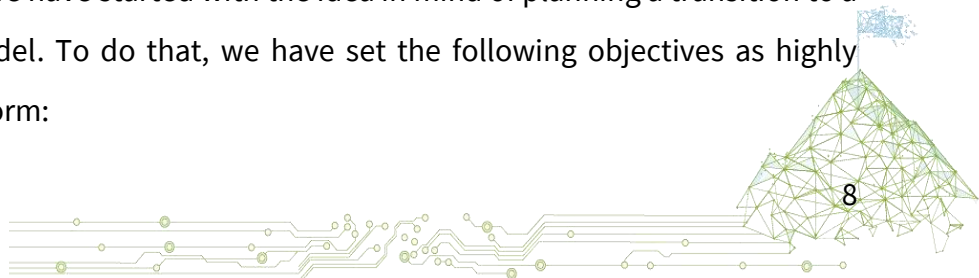 have started with the idea in mind of planning a transition to a
del. To do that, we have set the following objectives as highly
orm:
8